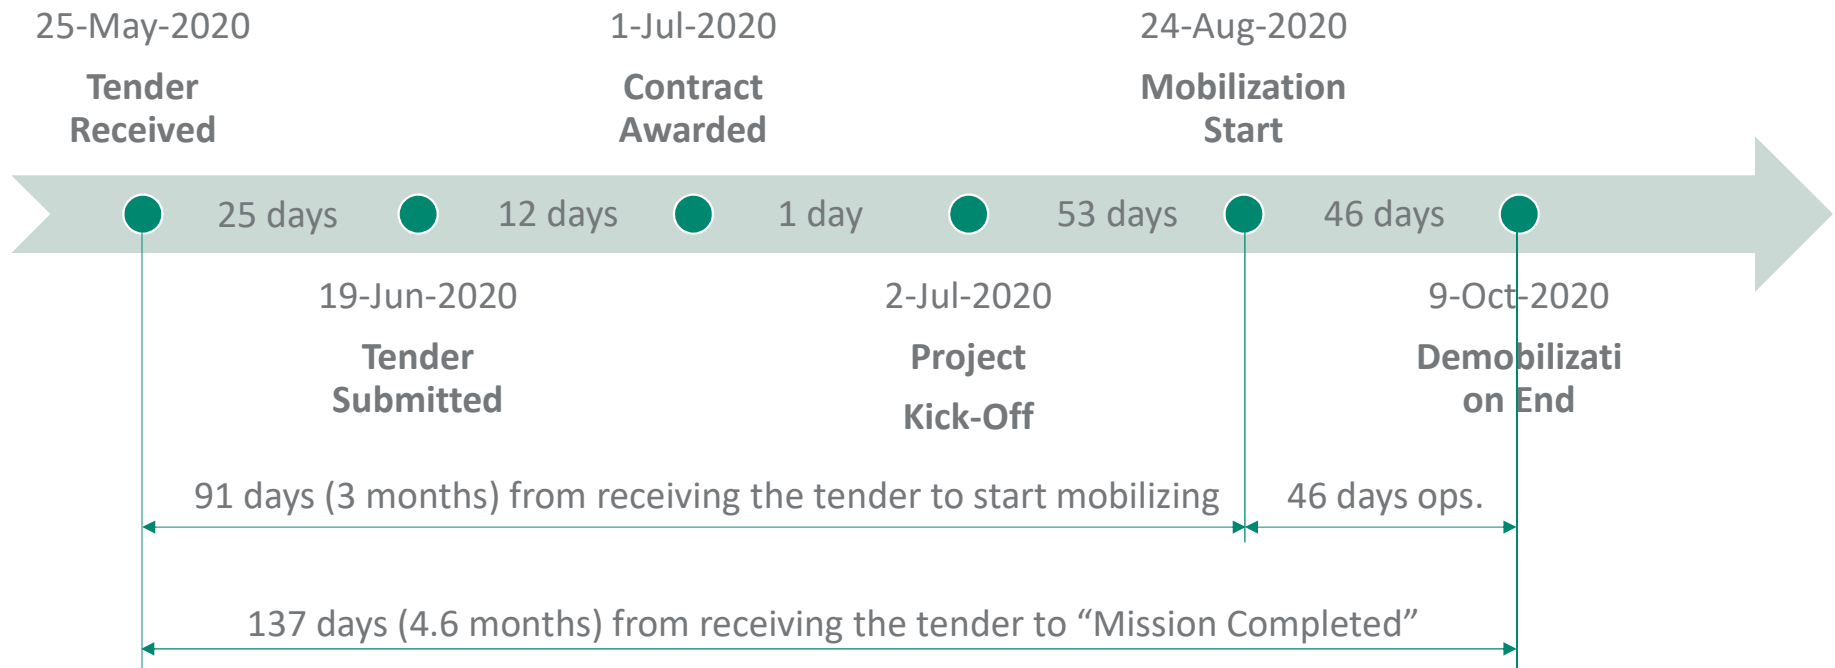 25-May-2020
Tender
Received
1-Jul-2020
Contract
Awarded
24-Aug-2020
Mobilization
Start
25 days
12 days
1 day
53 days
46 days
19-Jun-2020
Tender
Submitted
2-Jul-2020
Project
Kick-Off
9-Oct-2020
Demobilizati
on End
91 days (3 months) from receiving the tender to start mobilizing
46 days ops.
137 days (4.6 months) from receiving the tender to “Mission Completed”